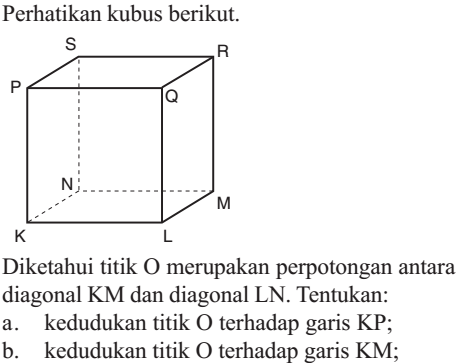 Perhatikan kubus berikut.
S
R
P
Q
N
M
K
L
Diketahui titik O merupakan perpotongan antara
diagonal KM dan diagonal LN. Tentukan:
a. kedudukan titik O terhadap garis KP;
b. kedudukan titik O terhadap garis KM;